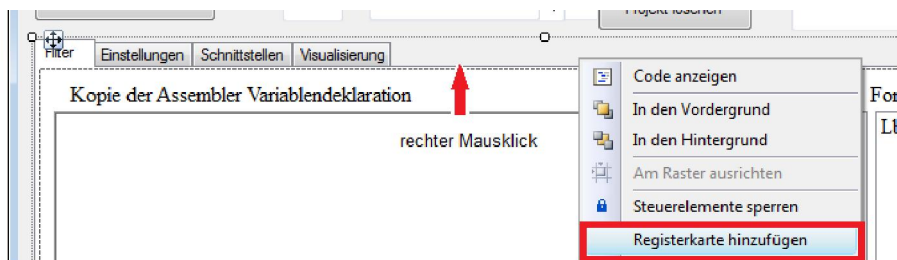 Projekt löschen
Filter Einstellungen Schnittstellen Visualisierung
Code anzeigen
Kopie der Assembler Variablendeklaration
In den Vordergrund
rechter Mausklick
In den Hintergrund
Am Raster ausrichten
Steuerelemente sperren
Registerkarte hinzufügen